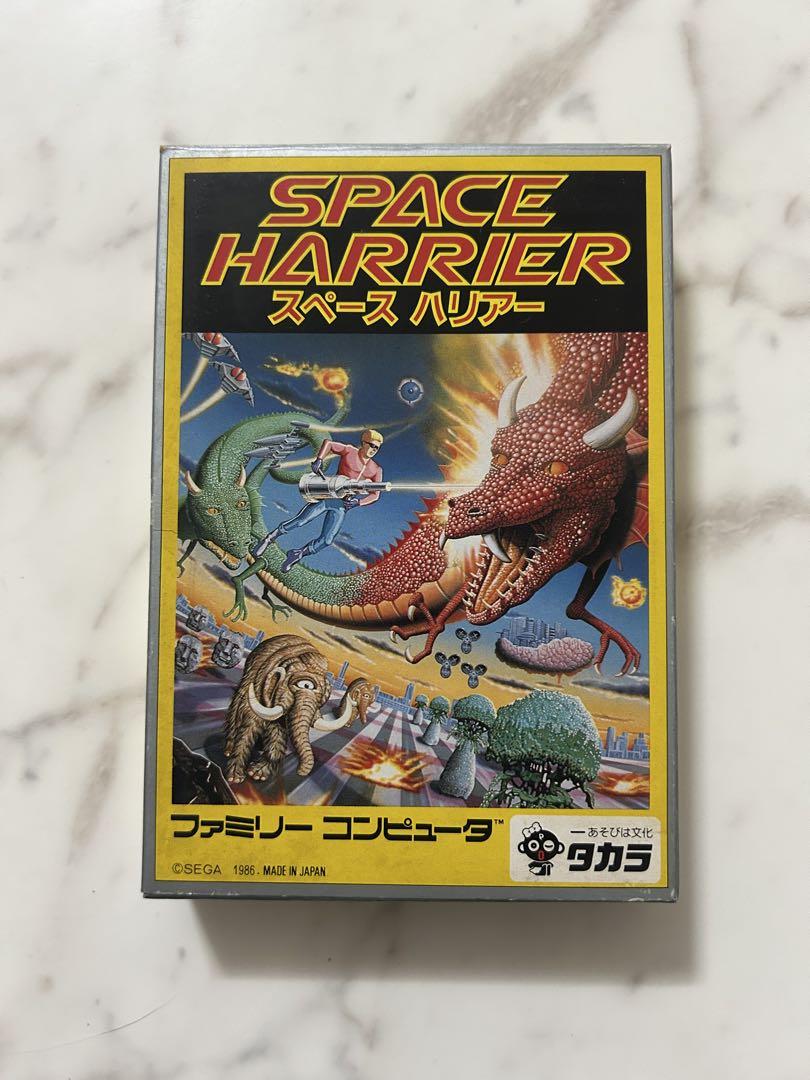 SPACE
HARRIER
スペース ハリアー
ファミリー コンピュータ™
©SEGA 1986. MADE IN JAPAN
―あそびは文化
タカラ